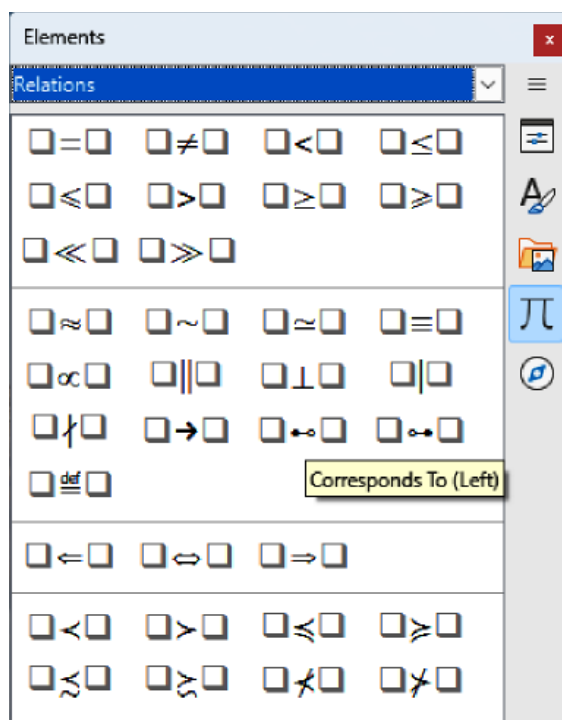 Elements
Relations
❑=❑ ❑≠❑ ❑<❑ ❑≤❑
❑⩽❑ ❑>❑ ❑≥❑ ❑⩾❑
❑≪❑ ❑≫❑
❑≈❑ ❑~❑ ❑≃❑ ❑≡❑
❑∝❑ ❑∥❑ ❑⊥❑ ❑|❑
❑∤❑ ❑→❑ ❑⊷❑ ❑⊶❑
❑≝❑
Corresponds To (Left)
❑⇐❑ ❑⇔❑ ❑⇒❑
❑≺❑ ❑≻❑ ❑≼❑ ❑≽❑
❑≾❑ ❑≿❑ ❑⊀❑ ❑⊁❑